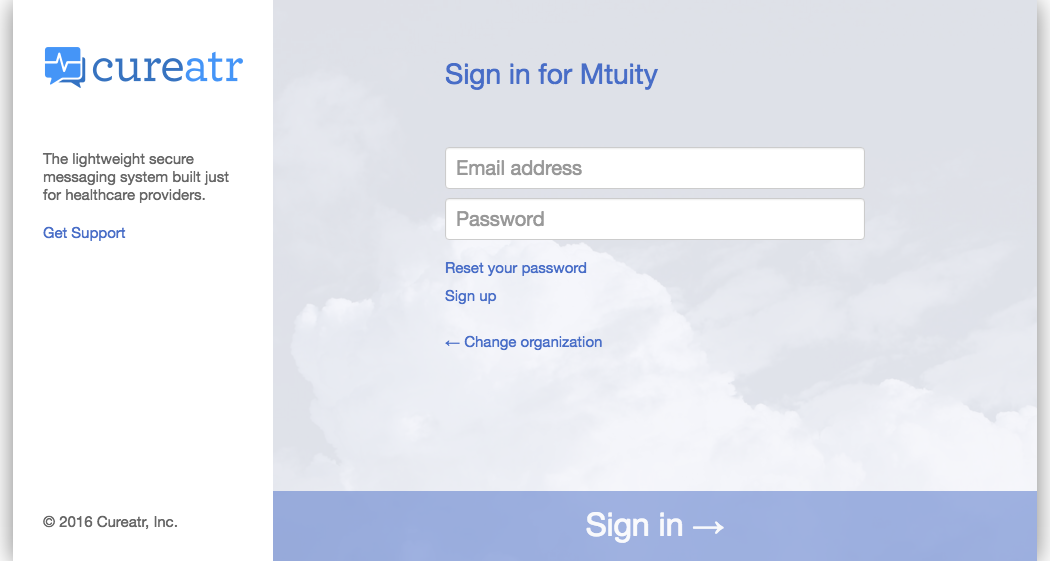 cureatr
The lightweight secure
messaging system built just
for healthcare providers.
Get Support
© 2016 Cureatr, Inc.
Sign in for Mtuity
Email address
Password
Reset your password
Sign up
← Change organization
Sign in →